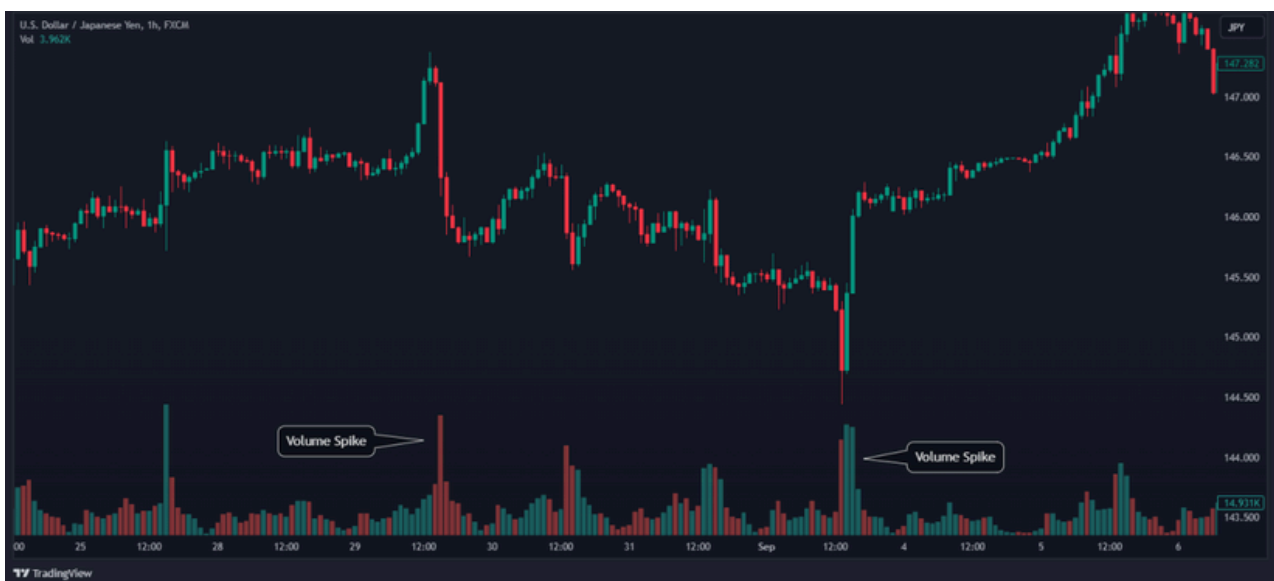 U.S. Dollar / Japanese Yen, 1h, FXCM
Vol 3.962K
JPY
147.282
147.000
146.500
146.000
145.500
145.000
144.500
Volume Spike
Volume Spike
144.000
14.931K
143.500
00 25 12:00 28 12:00 29 12:00 30 12:00 31 12:00 Sep 12:00 4 12:00 5 12:00 6
TradingView